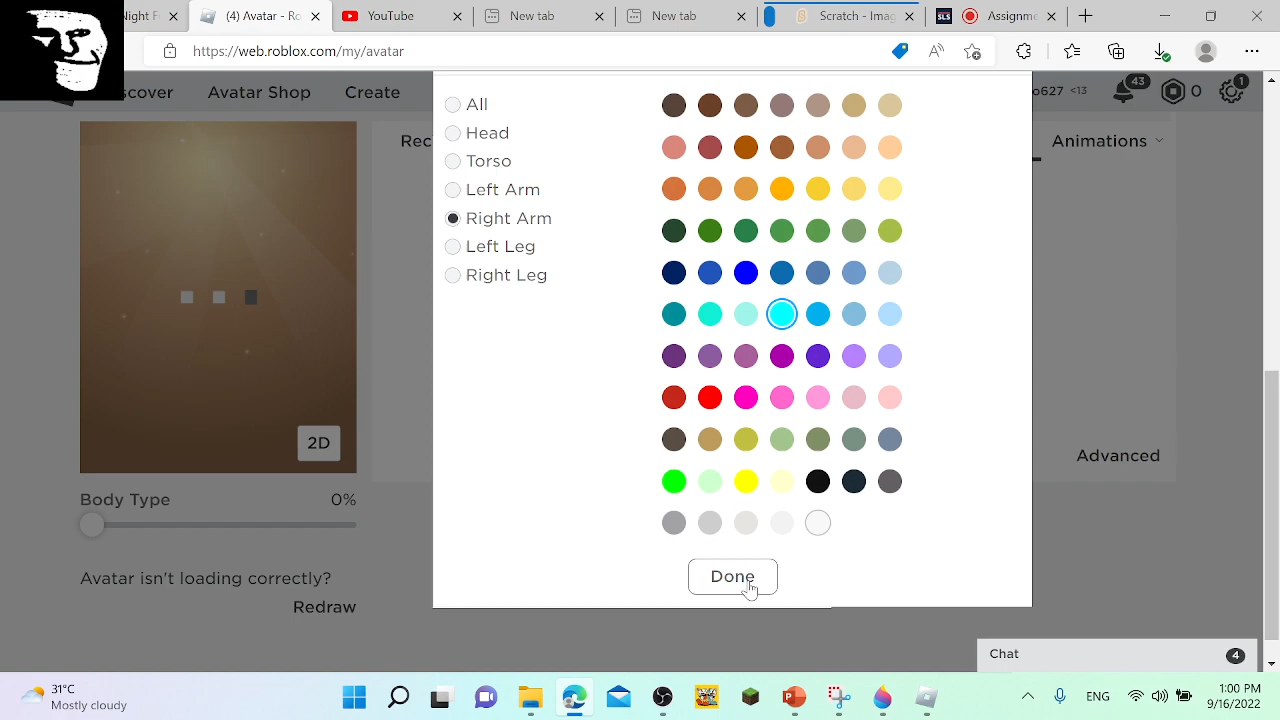 Avatar - Ro
YouTube
New tab
New tab
Scratch - Imag
SLS
Assignme
https://web.roblox.com/my/avatar
cover
Avatar Shop
Create
o627
<13
43
0
1
All
Head
Torso
Left Arm
Right Arm
Left Leg
Right Leg
Rec
Animations
2D
Advanced
Body Type
0%
Avatar isn't loading correctly?
Redraw
Done
Chat
4
31°C
Mostly cloudy
ENG
1:00 PM
9/16/2022